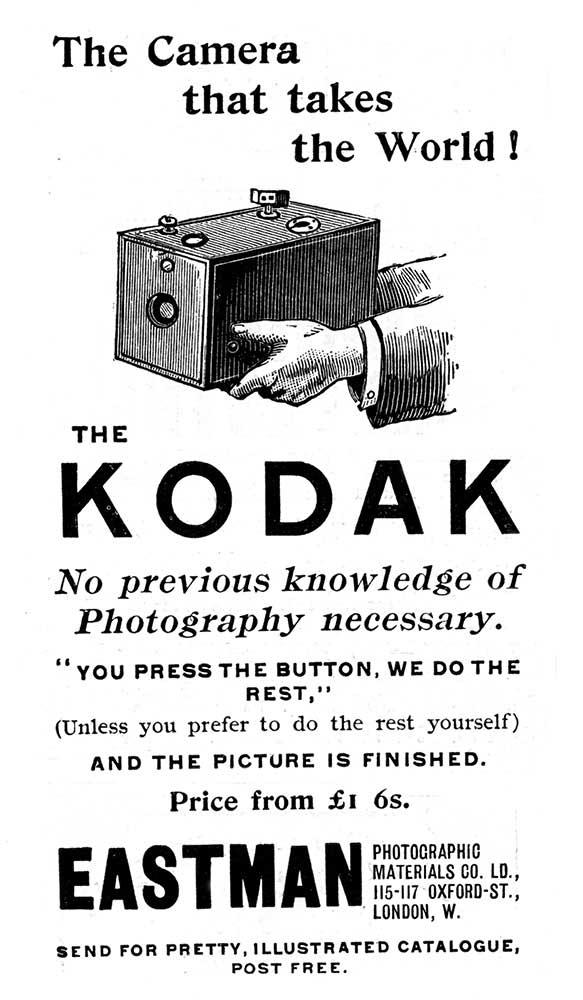 The Camera
that takes
the World !
THE
KODAK
No previous knowledge of
Photography necessary.
"YOU PRESS THE BUTTON, WE DO THE
REST,"
(Unless you prefer to do the rest yourself)
AND THE PICTURE IS FINISHED.
Price from £1 6s.
EASTMAN
PHOTOGRAPHIC
MATERIALS CO. LD.,
115-117 OXFORD-ST.,
LONDON, W.
SEND FOR PRETTY, ILLUSTRATED CATALOGUE,
POST FREE.